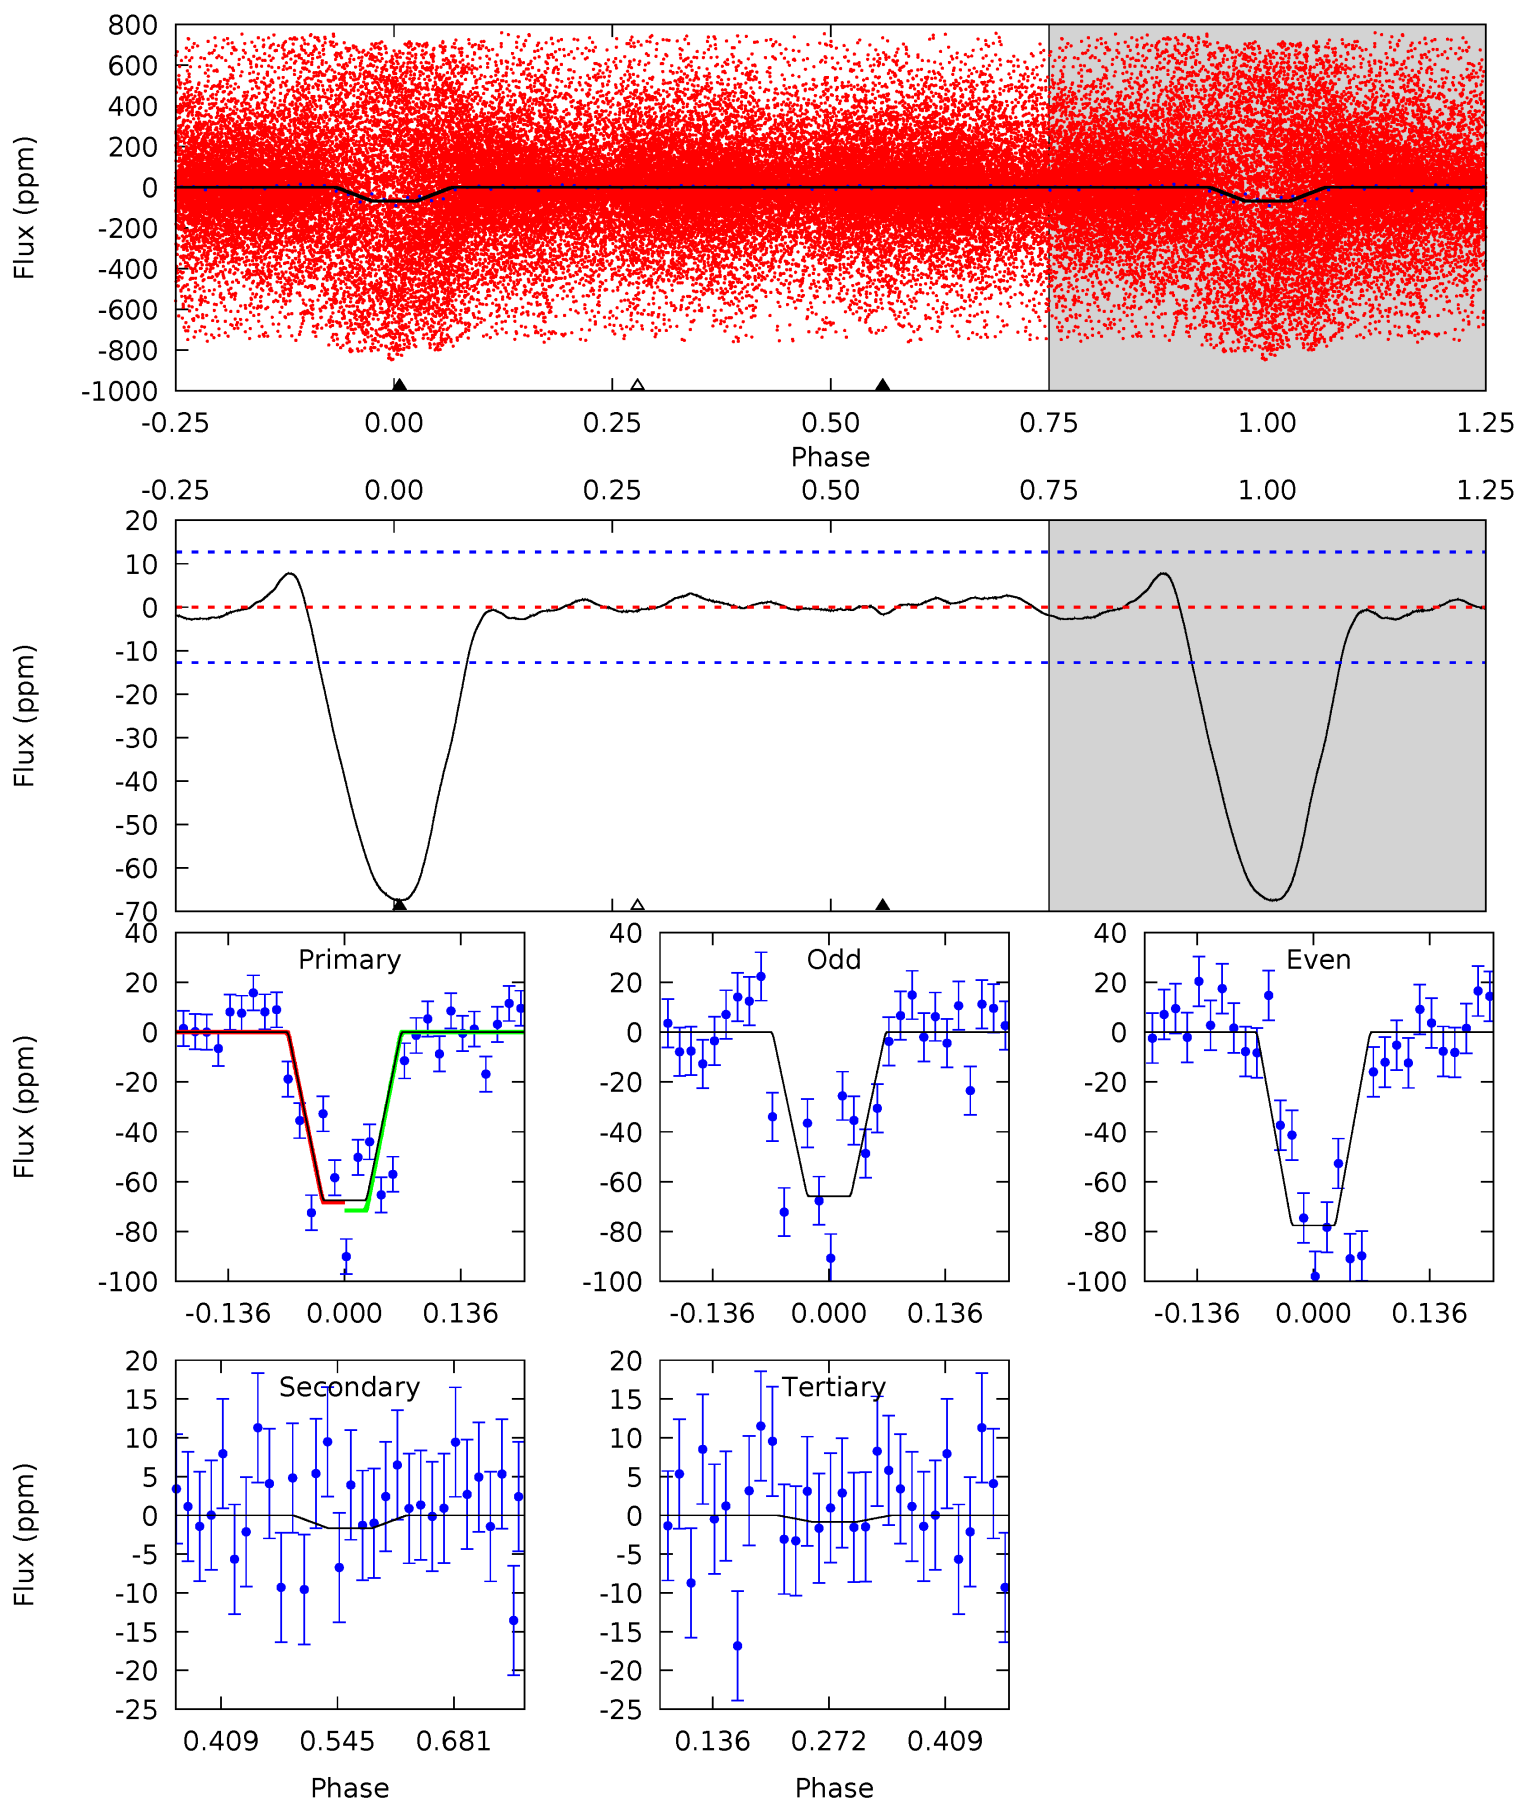 800
600
400
200
0
-200
-400
-600
-800
-1000
Flux (ppm)
-0.25 0.00 0.25 0.50 0.75 1.00 1.25
Phase
-0.25 0.00 0.25 0.50 0.75 1.00 1.25
20
10
0
-10
-20
-30
-40
-50
-60
-70
Flux (ppm)
Primary Odd Even
40 40 40
20 20 20
0 0 0
-20 -20 -20
-40 -40 -40
-60 -60 -60
-80 -80 -80
-100 -100 -100
Flux (ppm)
-0.136 0.000 0.136 -0.136 0.000 0.136 -0.136 0.000 0.136
Secondary Tertiary
20 20
15 15
10 10
5 5
0 0
-5 -5
-10 -10
-15 -15
-20 -20
-25 -25
Flux (ppm)
0.409 0.545 0.681 0.136 0.272 0.409
Phase Phase